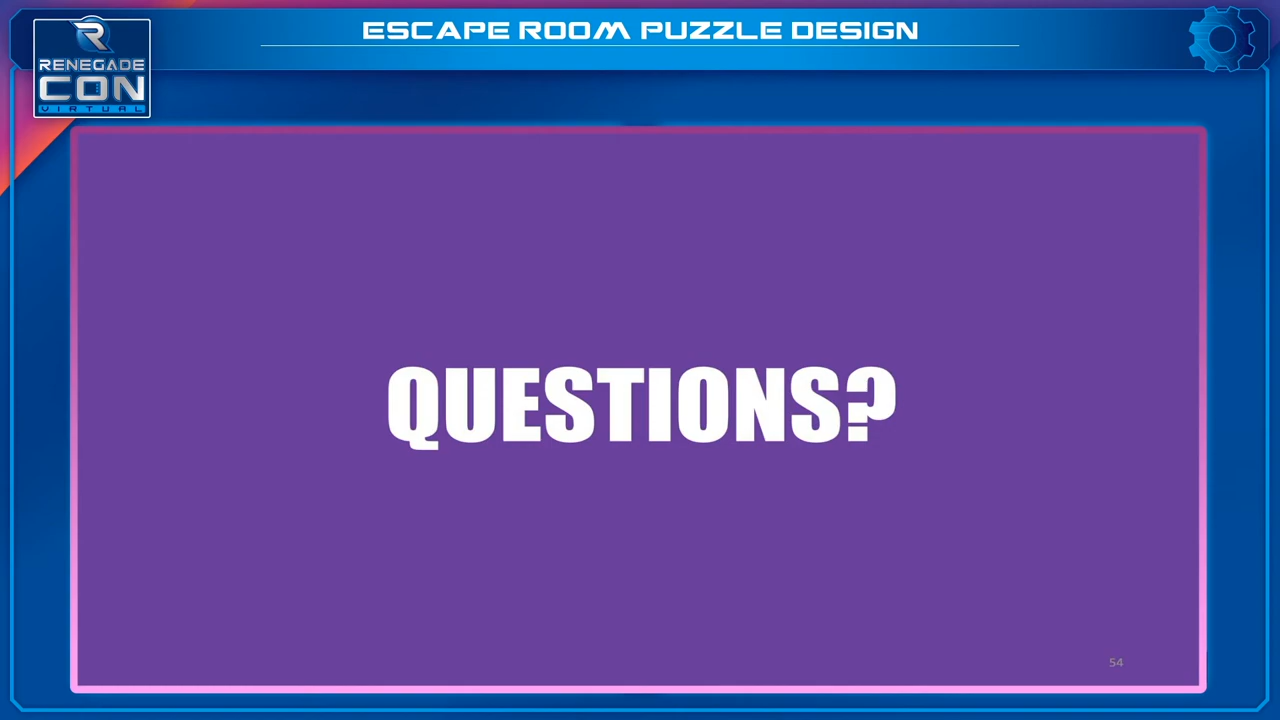 ESCAPE ROOM PUZZLE DESIGN
R
RENEGADE
CON
VIRTUAL
QUESTIONS?
54